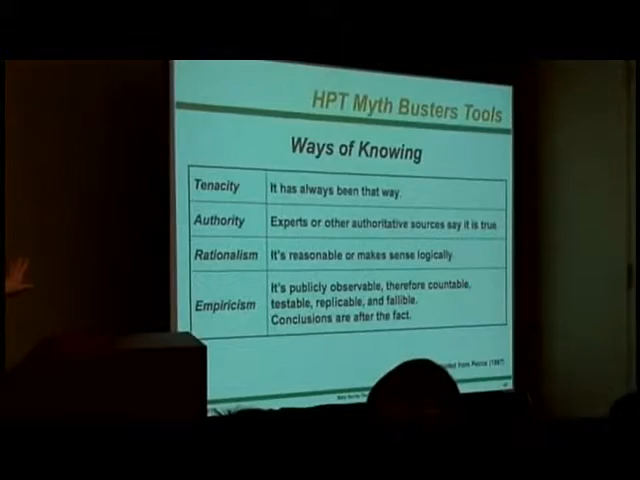 HPT Myth Busters Tools
Ways of Knowing
Tenacity
It has always been that way.
Authority
Experts or other authoritative sources say it is true
Rationalism
It's reasonable or makes sense logically
Empiricism
It's publicly observable, therefore countable,
testable, replicable, and fallible.
Conclusions are after the fact.
from